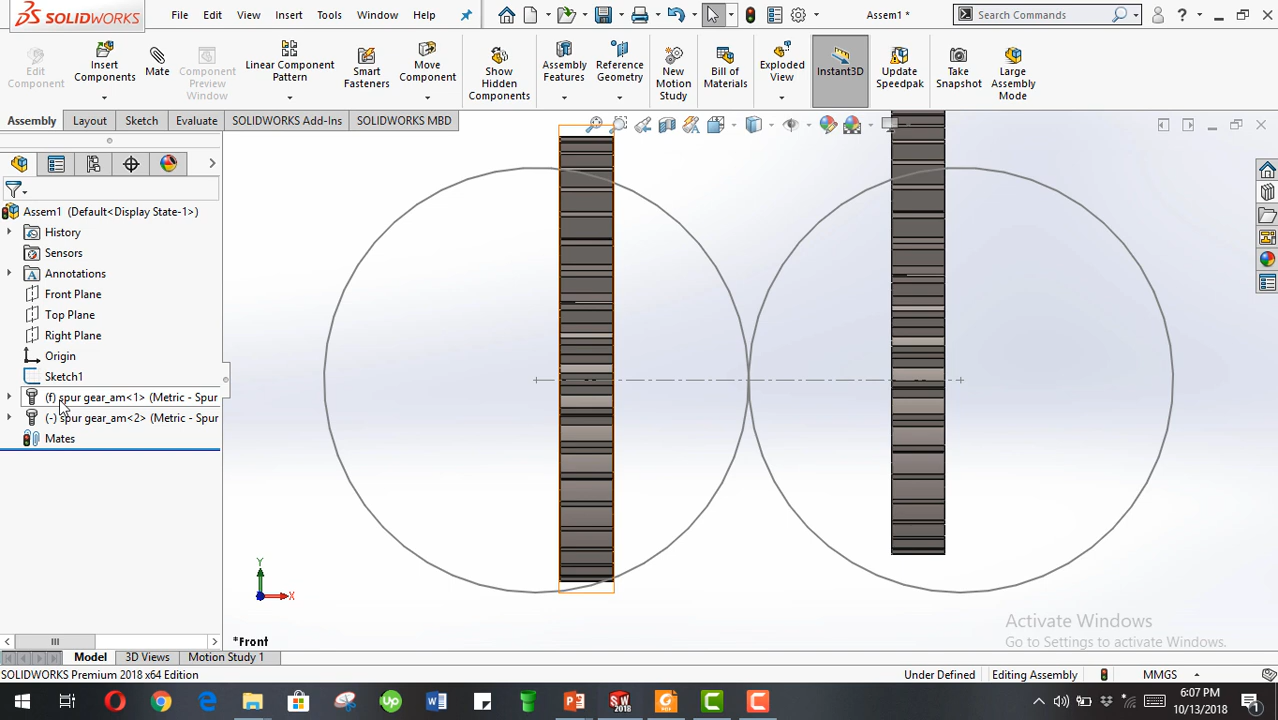 SOLIDWORKS
File
Edit
View
Insert
Tools
Window
Help
Assem1 *
Search Commands
Edit
Component
Insert
Components
Mate
Component
Preview
Window
Linear Component
Pattern
Smart
Fasteners
Move
Component
Show
Hidden
Components
Assembly
Features
Reference
Geometry
New
Motion
Study
Bill of
Materials
Exploded
View
Instant3D
Update
Speedpak
Take
Snapshot
Large
Assembly
Mode
Assembly
Layout
Sketch
Evaluate
SOLIDWORKS Add-Ins
SOLIDWORKS MBD
Assem1 (Default<Display State-1>)
History
Sensors
Annotations
Front Plane
Top Plane
Right Plane
Origin
Sketch1
(f) spur gear_am<1> (Metric - Spur
(-) spur gear_am<2> (Metric - Spur
Mates
Y
X
*Front
Activate Windows
Go to Settings to activate Windows.
Model
3D Views
Motion Study 1
SOLIDWORKS Premium 2018 x64 Edition
Under Defined
Editing Assembly
MMGS
6:07 PM
10/13/2018